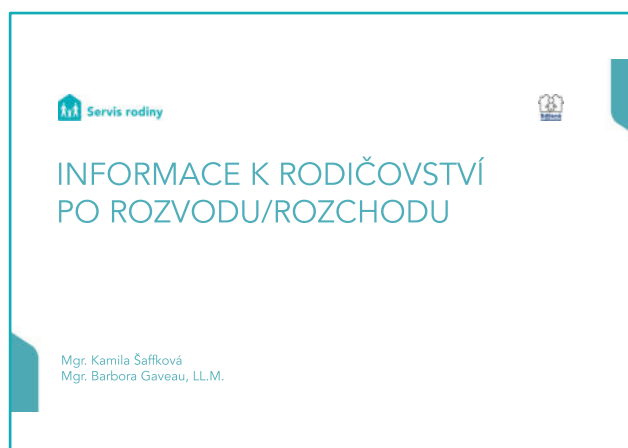 Servis rodiny
INFORMACE K RODIČOVSTVÍ
PO ROZVODU/ROZCHODU
Mgr. Kamila Šaffková
Mgr. Barbora Gaveau, LL.M.